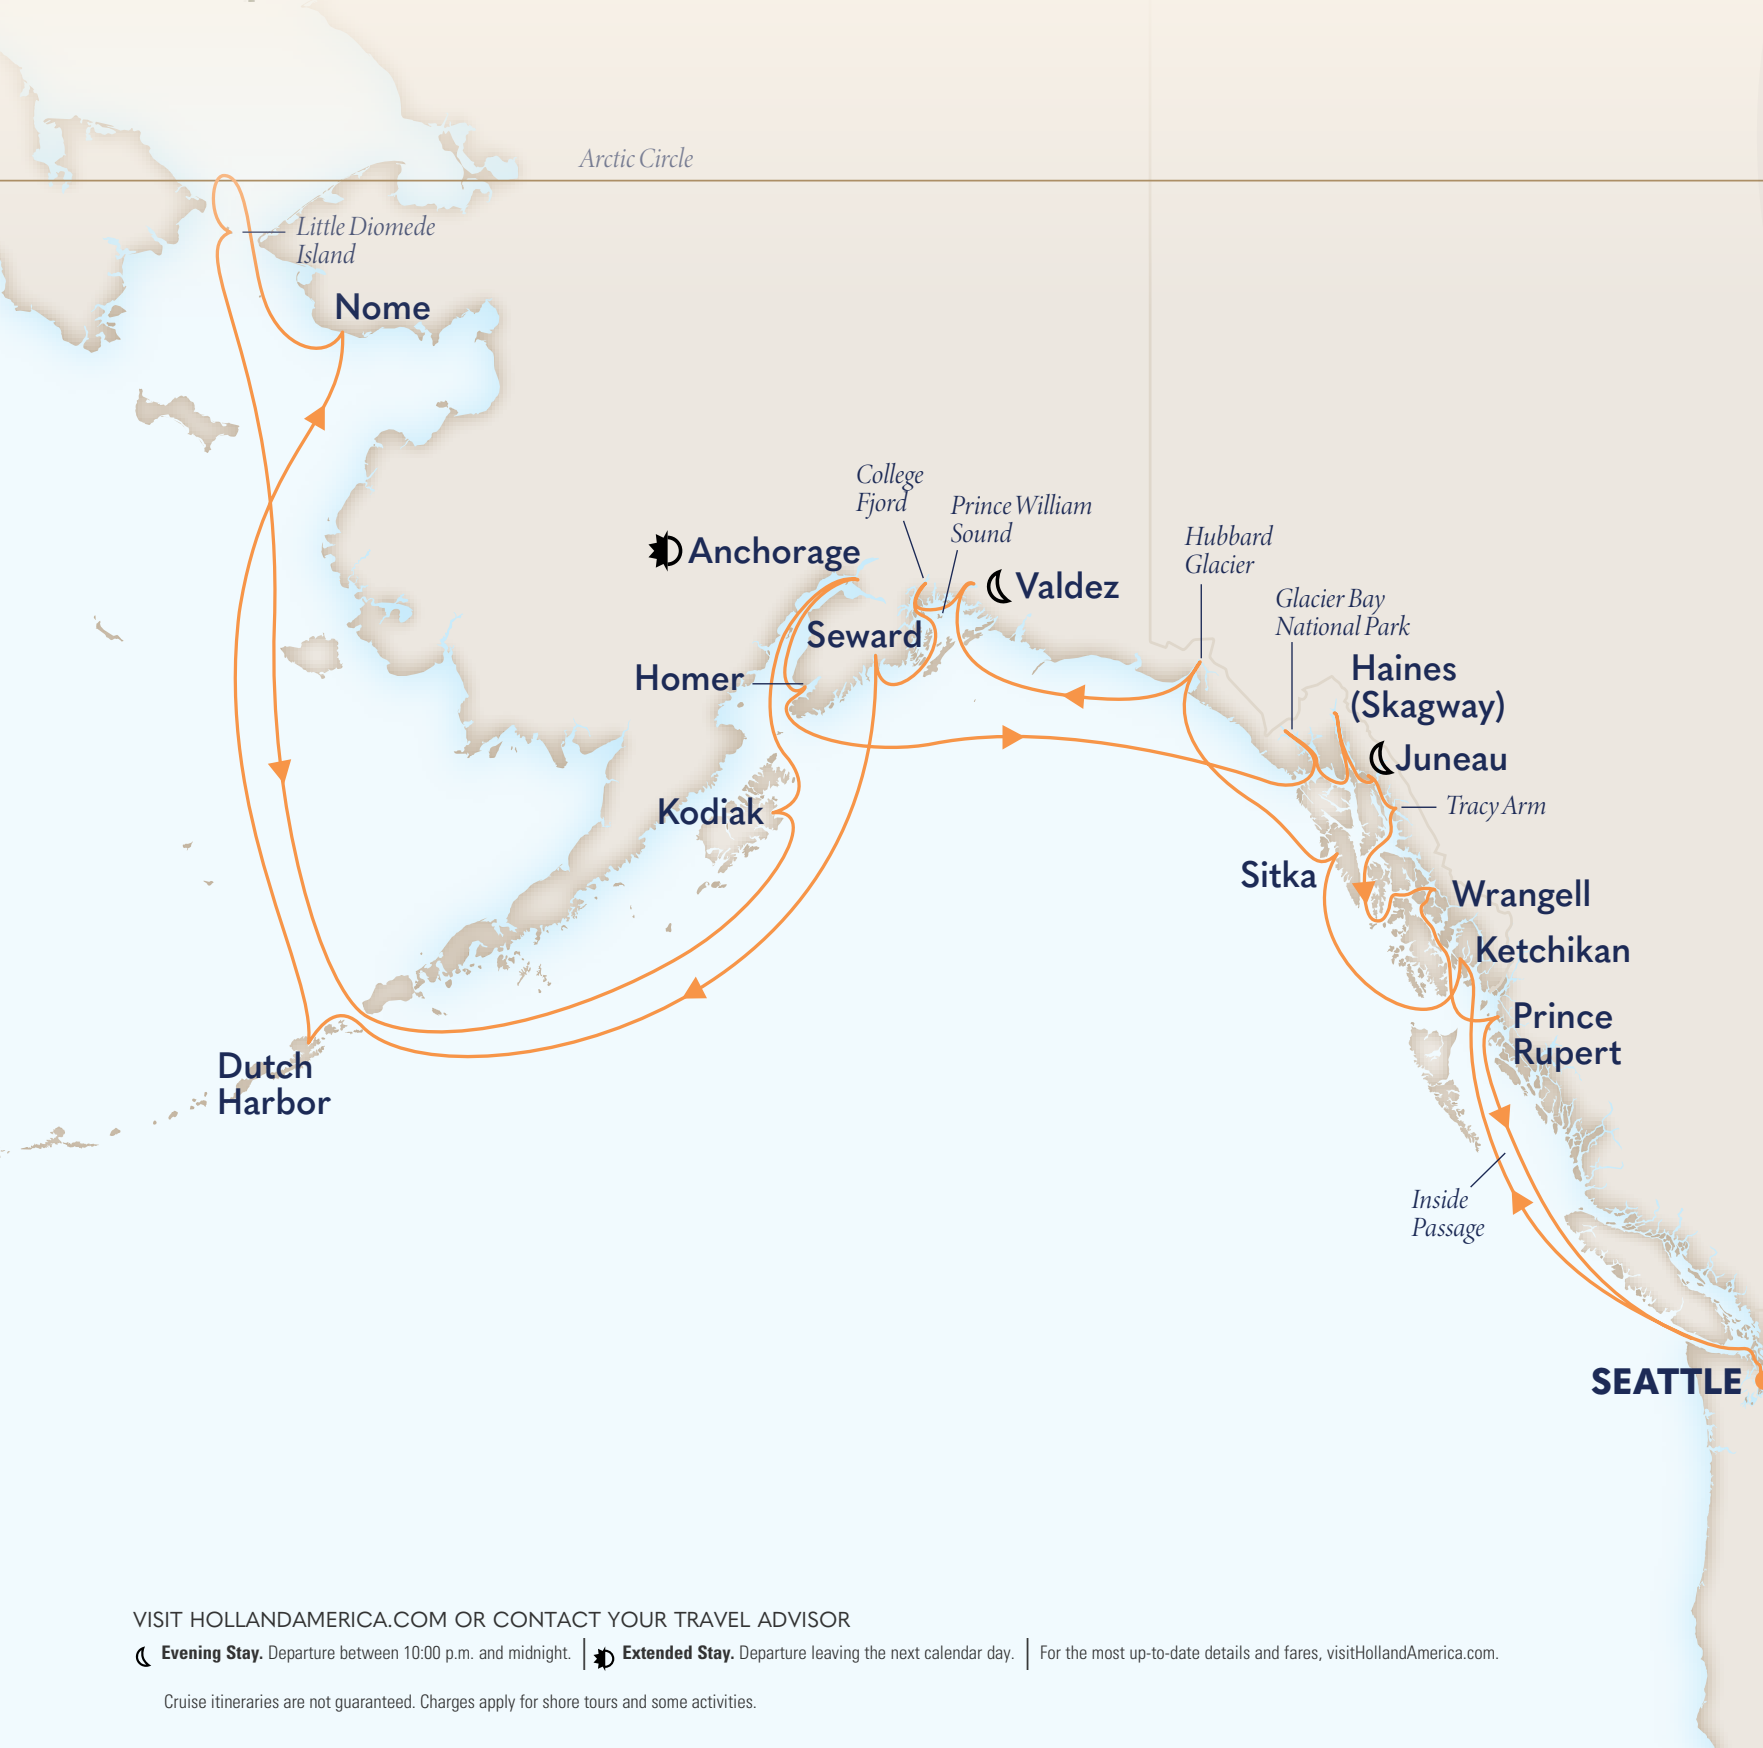 Arctic Circle
Little Diomede
Island
Nome
College
Fjord
Prince William
Sound
Hubbard
Glacier
Anchorage
Valdez
Glacier Bay
National Park
Seward
Homer
Haines
(Skagway)
Juneau
Tracy Arm
Kodiak
Sitka
Wrangell
Ketchikan
Prince
Rupert
Dutch
Harbor
Inside
Passage
SEATTLE
VISIT HOLLANDAMERICA.COM OR CONTACT YOUR TRAVEL ADVISOR
Evening Stay. Departure between 10:00 p.m. and midnight. | Extended Stay. Departure leaving the next calendar day. | For the most up-to-date details and fares, visitHollandAmerica.com.
Cruise itineraries are not guaranteed. Charges apply for shore tours and some activities.